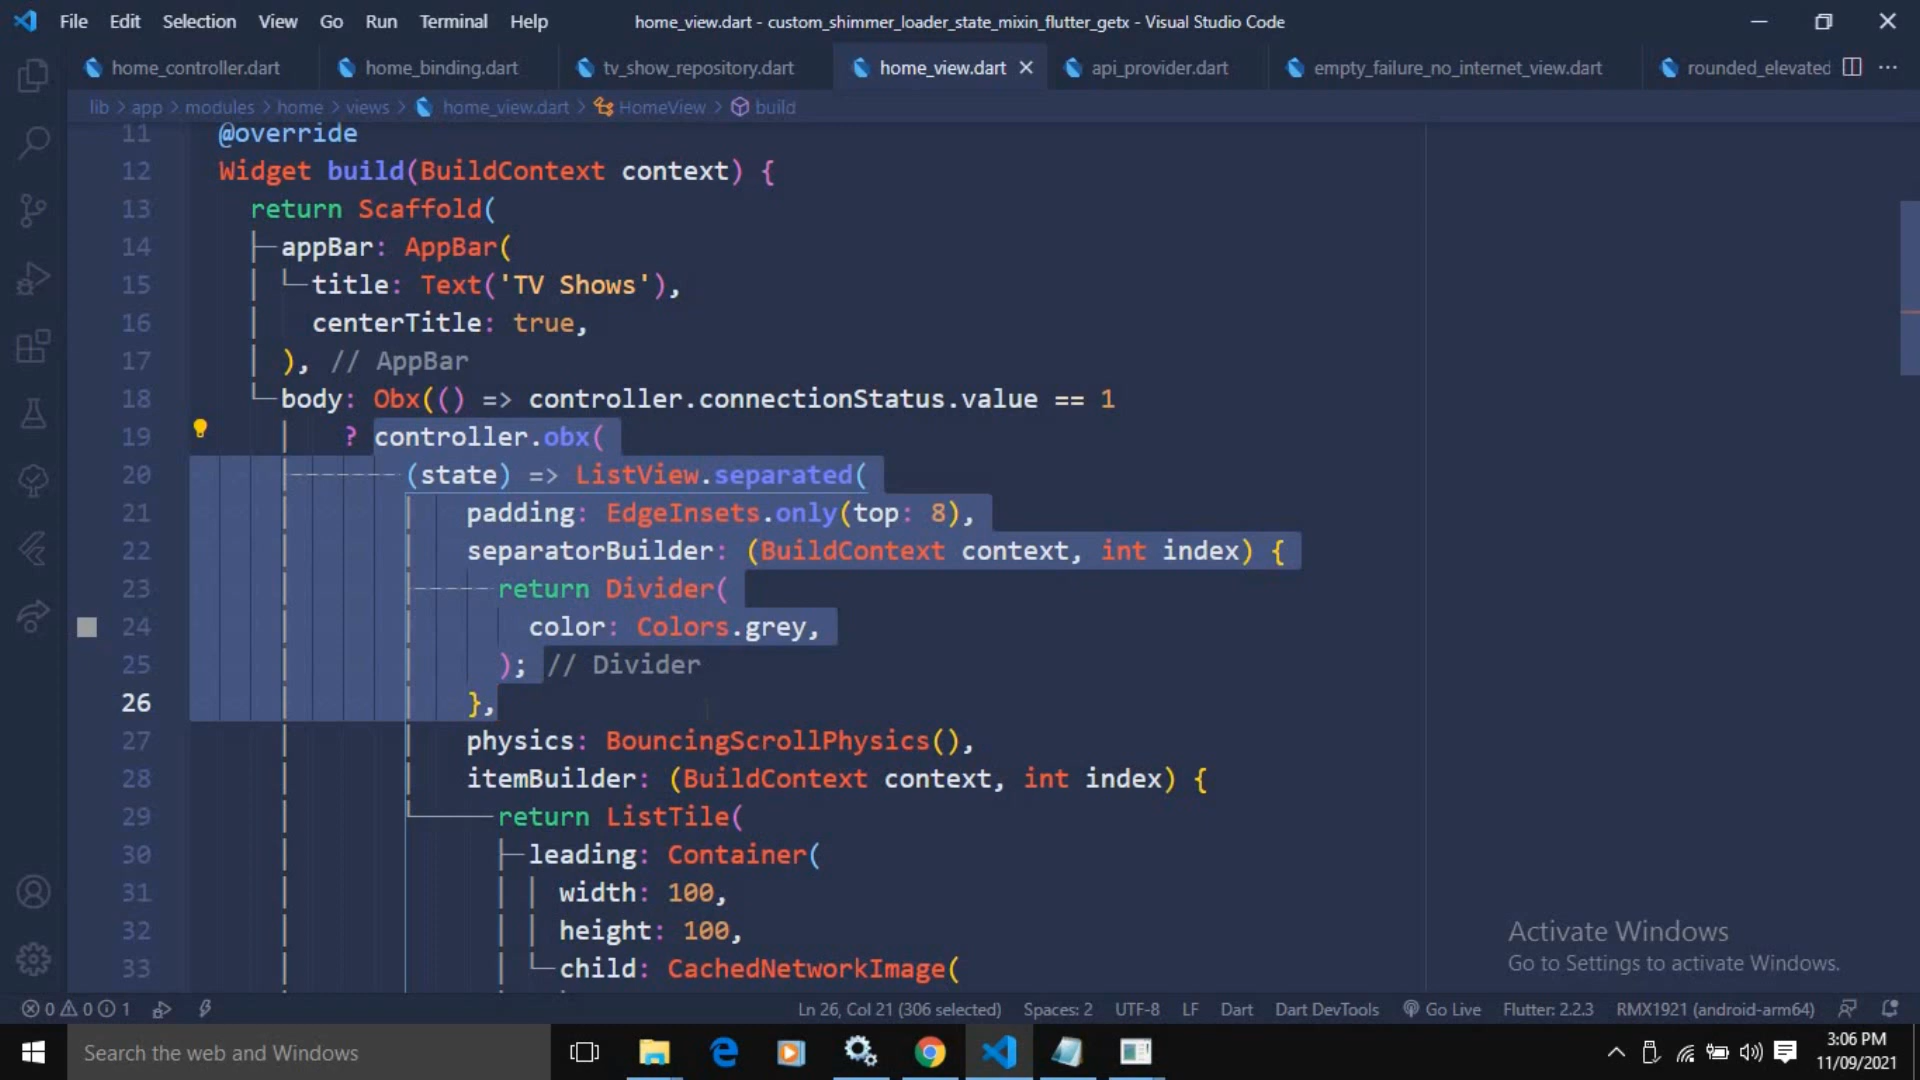 File Edit Selection View Go Run Terminal Help
home_view.dart - custom_shimmer_loader_state_mixin_flutter_getx - Visual Studio Code
home_controller.dart home_binding.dart tv_show_repository.dart home_view.dart api_provider.dart empty_failure_no_internet_view.dart rounded_elevated
lib > app > modules > home > views > home_view.dart > HomeView > build
11 @override
12 Widget build(BuildContext context) {
13 return Scaffold(
14 appBar: AppBar(
15 title: Text('TV Shows'),
16 centerTitle: true,
17 ), // AppBar
18 body: Obx(() => controller.connectionStatus.value == 1
19 ? controller.obx(
20 (state) => ListView.separated(
21 padding: EdgeInsets.only(top: 8),
22 separatorBuilder: (BuildContext context, int index) {
23 return Divider(
24 color: Colors.grey,
25 ); // Divider
26 },
27 physics: BouncingScrollPhysics(),
28 itemBuilder: (BuildContext context, int index) {
29 return ListTile(
30 leading: Container(
31 width: 100,
32 height: 100,
33 child: CachedNetworkImage(
Activate Windows
Go to Settings to activate Windows.
0 0 1 Ln 26, Col 21 (306 selected) Spaces: 2 UTF-8 LF Dart Dart DevTools Go Live Flutter: 2.2.3 RMX1921 (android-arm64)
Search the web and Windows
3:06 PM
11/09/2021